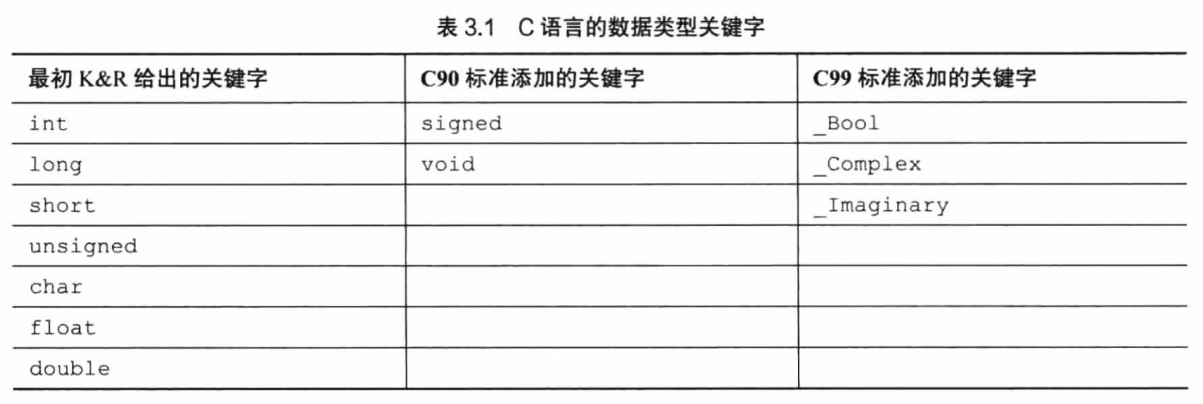 表 3.1 C 语言的数据类型关键字
最初 K&R 给出的关键字 C90 标准添加的关键字 C99 标准添加的关键字
int signed _Bool
long void _Complex
short _Imaginary
unsigned
char
float
double